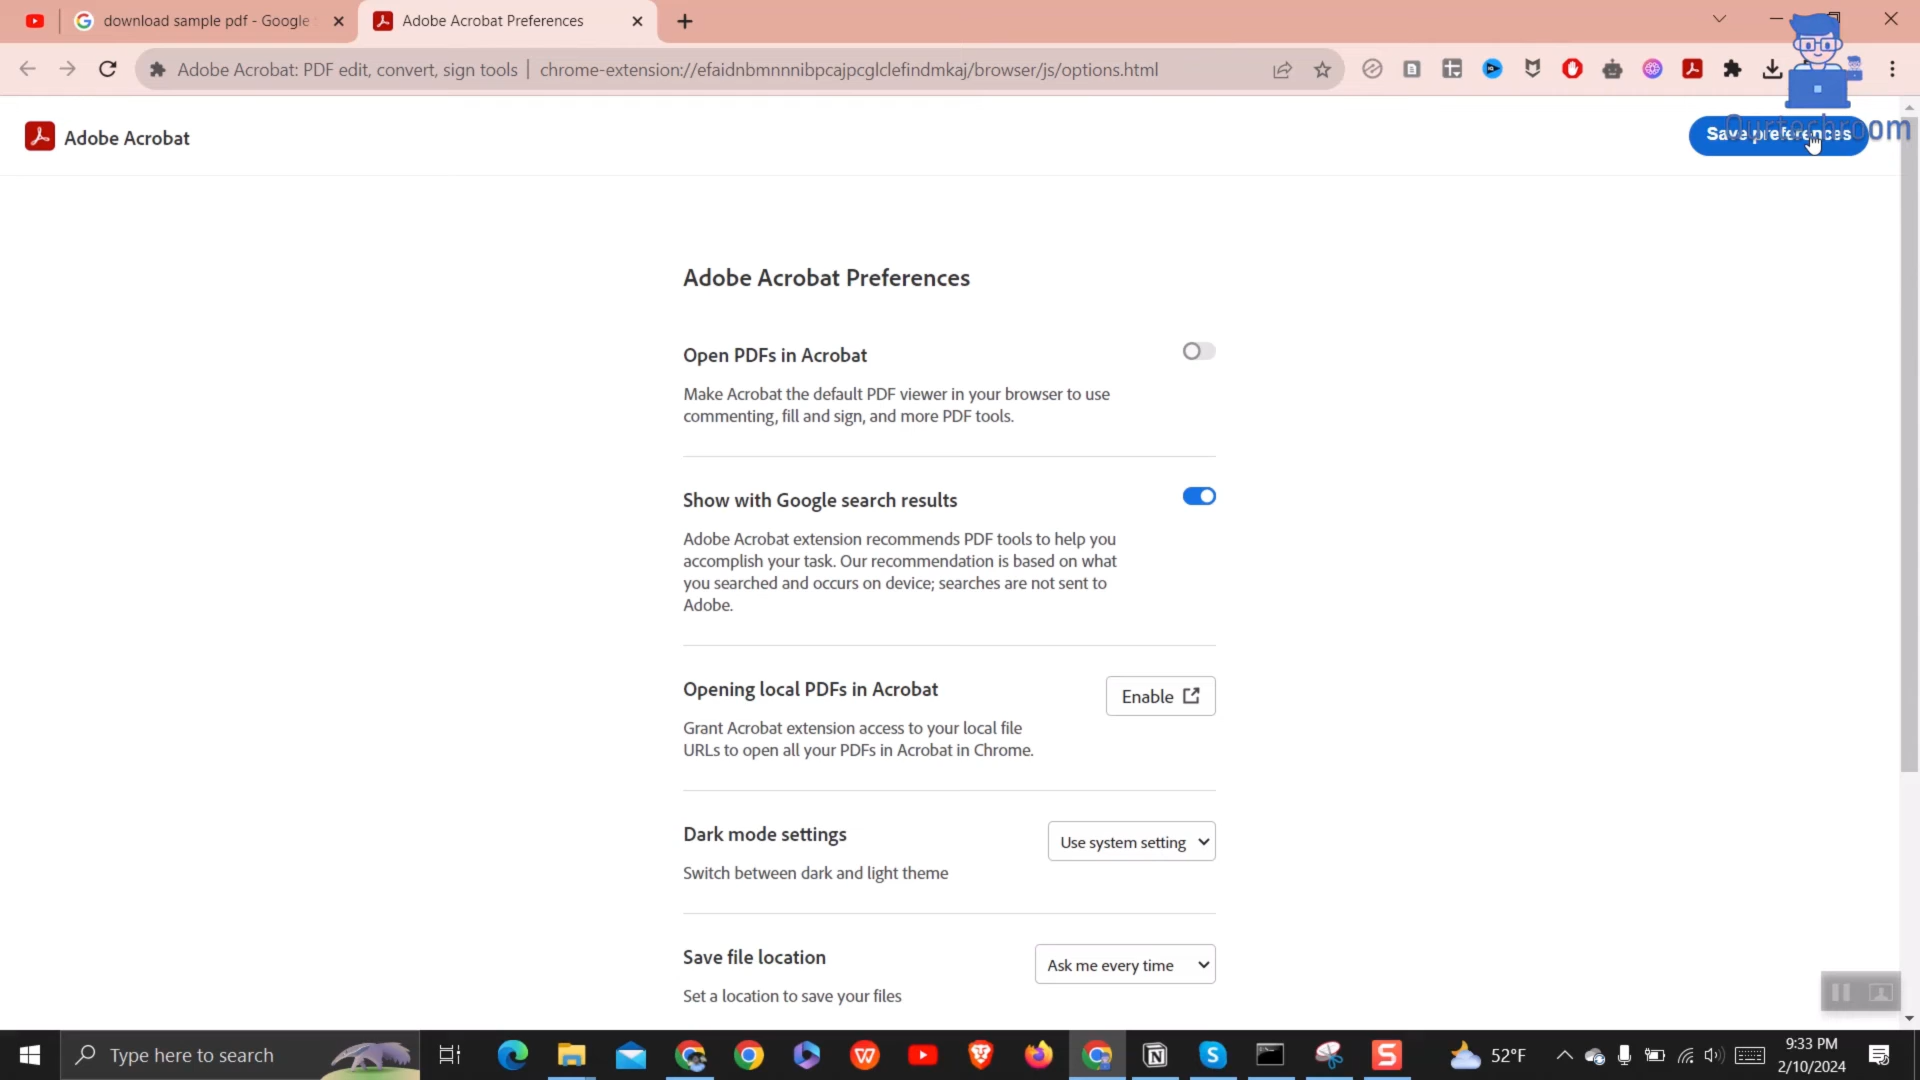 download sample pdf - Google
Adobe Acrobat Preferences
Adobe Acrobat: PDF edit, convert, sign tools
chrome-extension://efaidnbmnnnibpcajpcglclefindmkaj/browser/js/options.html
Adobe Acrobat
Save preferences
Ourtechroom
Adobe Acrobat Preferences
Open PDFs in Acrobat
Make Acrobat the default PDF viewer in your browser to use
commenting, fill and sign, and more PDF tools.
Show with Google search results
Adobe Acrobat extension recommends PDF tools to help you
accomplish your task. Our recommendation is based on what
you searched and occurs on device; searches are not sent to
Adobe.
Opening local PDFs in Acrobat
Enable
Grant Acrobat extension access to your local file
URLs to open all your PDFs in Acrobat in Chrome.
Dark mode settings
Use system setting
Switch between dark and light theme
Save file location
Ask me every time
Set a location to save your files
Type here to search
52°F
9:33 PM
2/10/2024